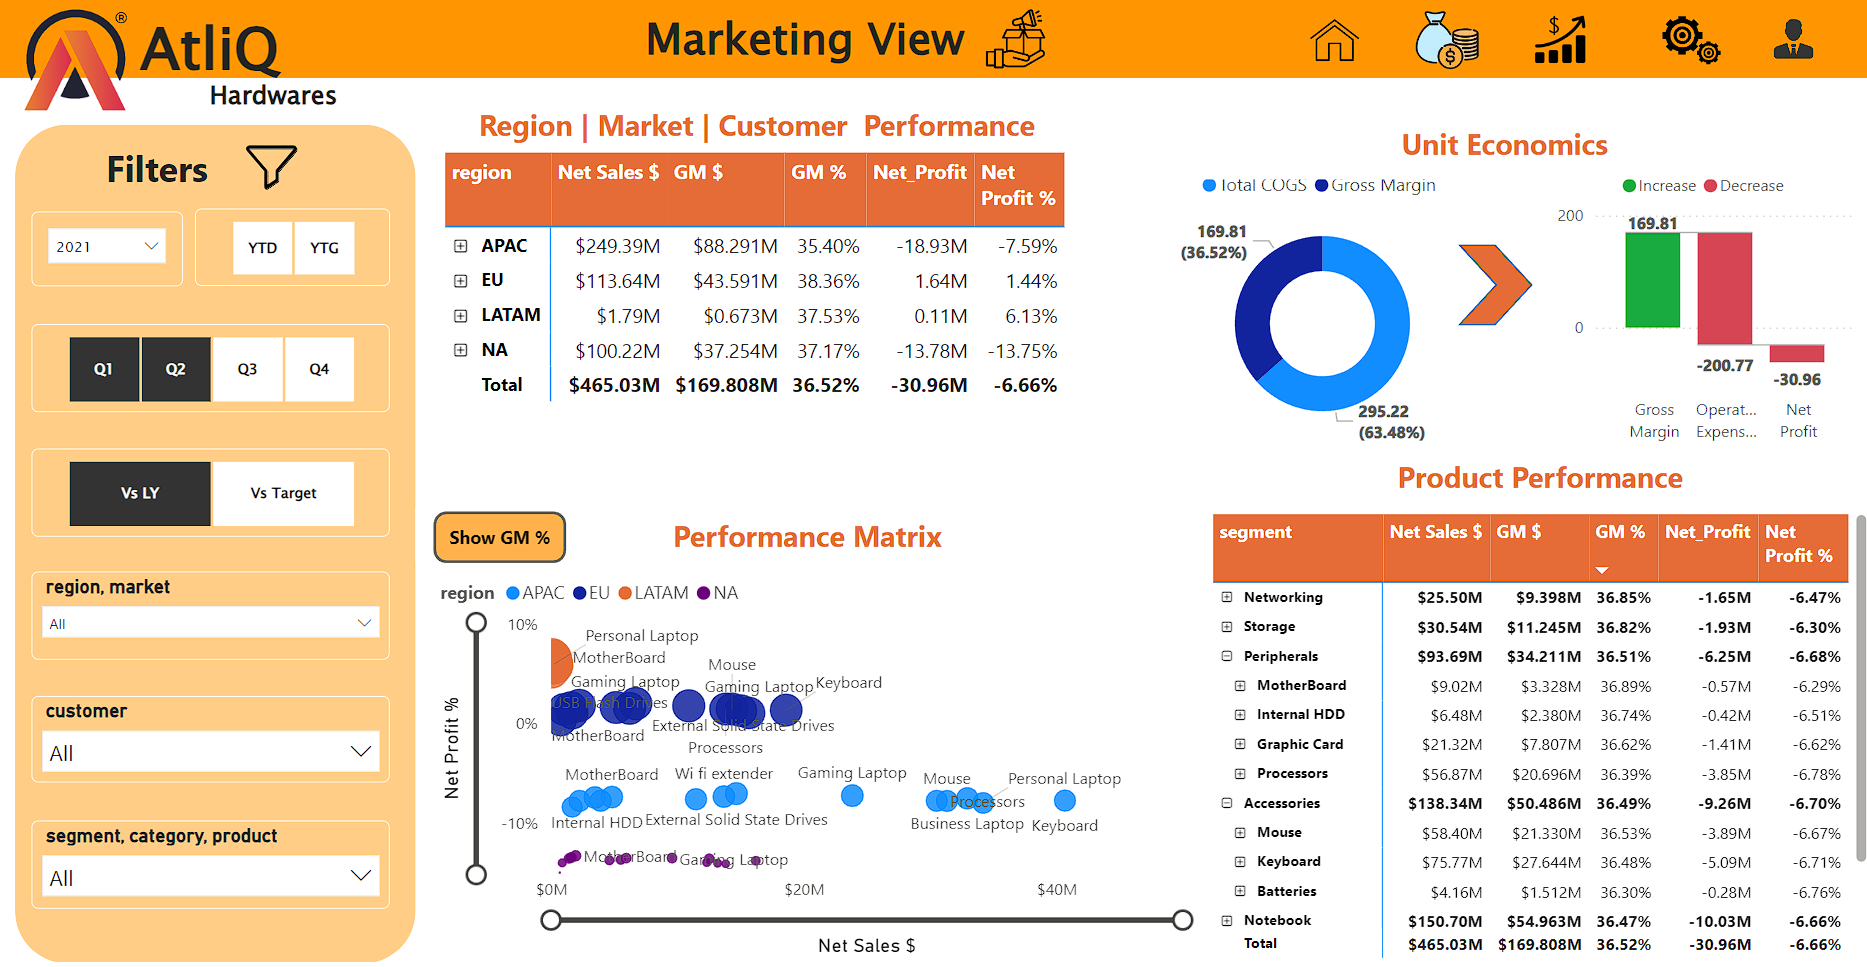 AtliQ
Hardwares
®
Marketing View
Filters
2021
YTD YTG
Q1 Q2 Q3 Q4
Vs LY Vs Target
region, market
All
customer
All
segment, category, product
All
Region | Market | Customer Performance
region Net Sales $ GM $ GM % Net_Profit Net Profit %
APAC $249.39M $88.291M 35.40% -18.93M -7.59%
EU $113.64M $43.591M 38.36% 1.64M 1.44%
LATAM $1.79M $0.673M 37.53% 0.11M 6.13%
NA $100.22M $37.254M 37.17% -13.78M -13.75%
Total $465.03M $169.808M 36.52% -30.96M -6.66%
Unit Economics
Total COGS Gross Margin
169.81
(36.52%)
295.22
(63.48%)
Increase Decrease
200
0
169.81
-200.77
-30.96
Gross Margin
Operat... Expens...
Net Profit
Show GM %
Performance Matrix
region APAC EU LATAM NA
Net Profit %
10%
0%
-10%
Personal Laptop
MotherBoard
Mouse
Gaming Laptop
Gaming Laptop
Keyboard
USB Flash Drives
External Solid State Drives
MotherBoard
Processors
MotherBoard
Wi fi extender
Gaming Laptop
Mouse
Personal Laptop
Processors
Internal HDD
External Solid State Drives
Business Laptop
Keyboard
MotherBoard
Gaming Laptop
$0M $20M $40M
Net Sales $
Product Performance
segment Net Sales $ GM $ GM % Net_Profit Net Profit %
Networking $25.50M $9.398M 36.85% -1.65M -6.47%
Storage $30.54M $11.245M 36.82% -1.93M -6.30%
Peripherals $93.69M $34.211M 36.51% -6.25M -6.68%
MotherBoard $9.02M $3.328M 36.89% -0.57M -6.29%
Internal HDD $6.48M $2.380M 36.74% -0.42M -6.51%
Graphic Card $21.32M $7.807M 36.62% -1.41M -6.62%
Processors $56.87M $20.696M 36.39% -3.85M -6.78%
Accessories $138.34M $50.486M 36.49% -9.26M -6.70%
Mouse $58.40M $21.330M 36.53% -3.89M -6.67%
Keyboard $75.77M $27.644M 36.48% -5.09M -6.71%
Batteries $4.16M $1.512M 36.30% -0.28M -6.76%
Notebook $150.70M $54.963M 36.47% -10.03M -6.66%
Total $465.03M $169.808M 36.52% -30.96M -6.66%